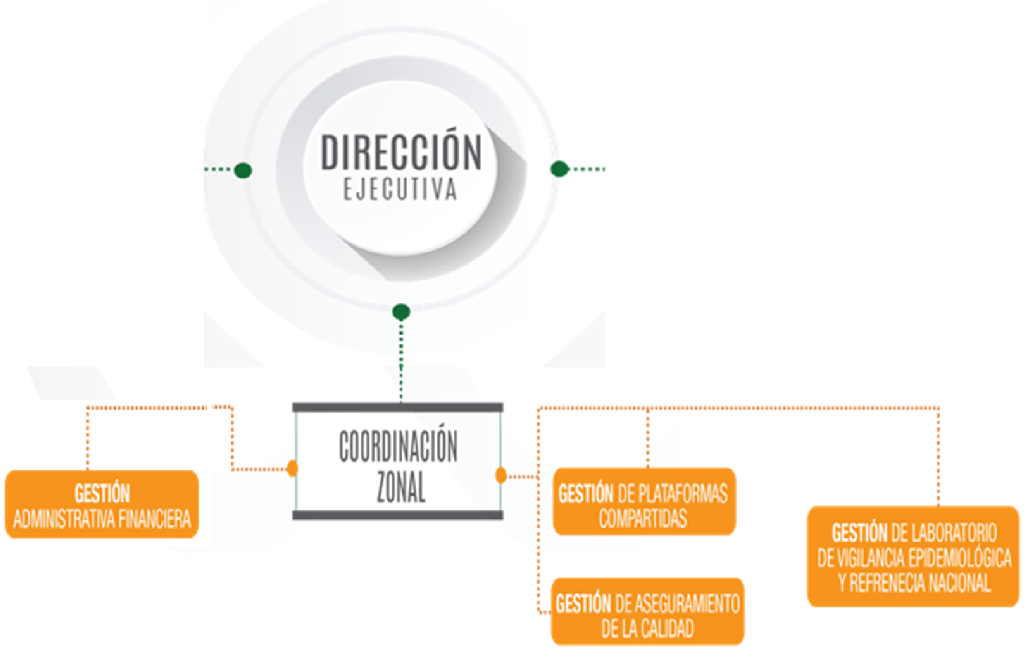 DIRECCIÓN
EJECUTIVA
COORDINACIÓN
ZONAL
GESTIÓN
ADMINISTRATIVA FINANCIERA
GESTIÓN DE PLATAFORMAS
COMPARTIDAS
GESTIÓN DE LABORATORIO
DE VIGILANCIA EPIDEMIOLÓGICA
Y REFRENECIA NACIONAL
GESTIÓN DE ASEGURAMIENTO
DE LA CALIDAD